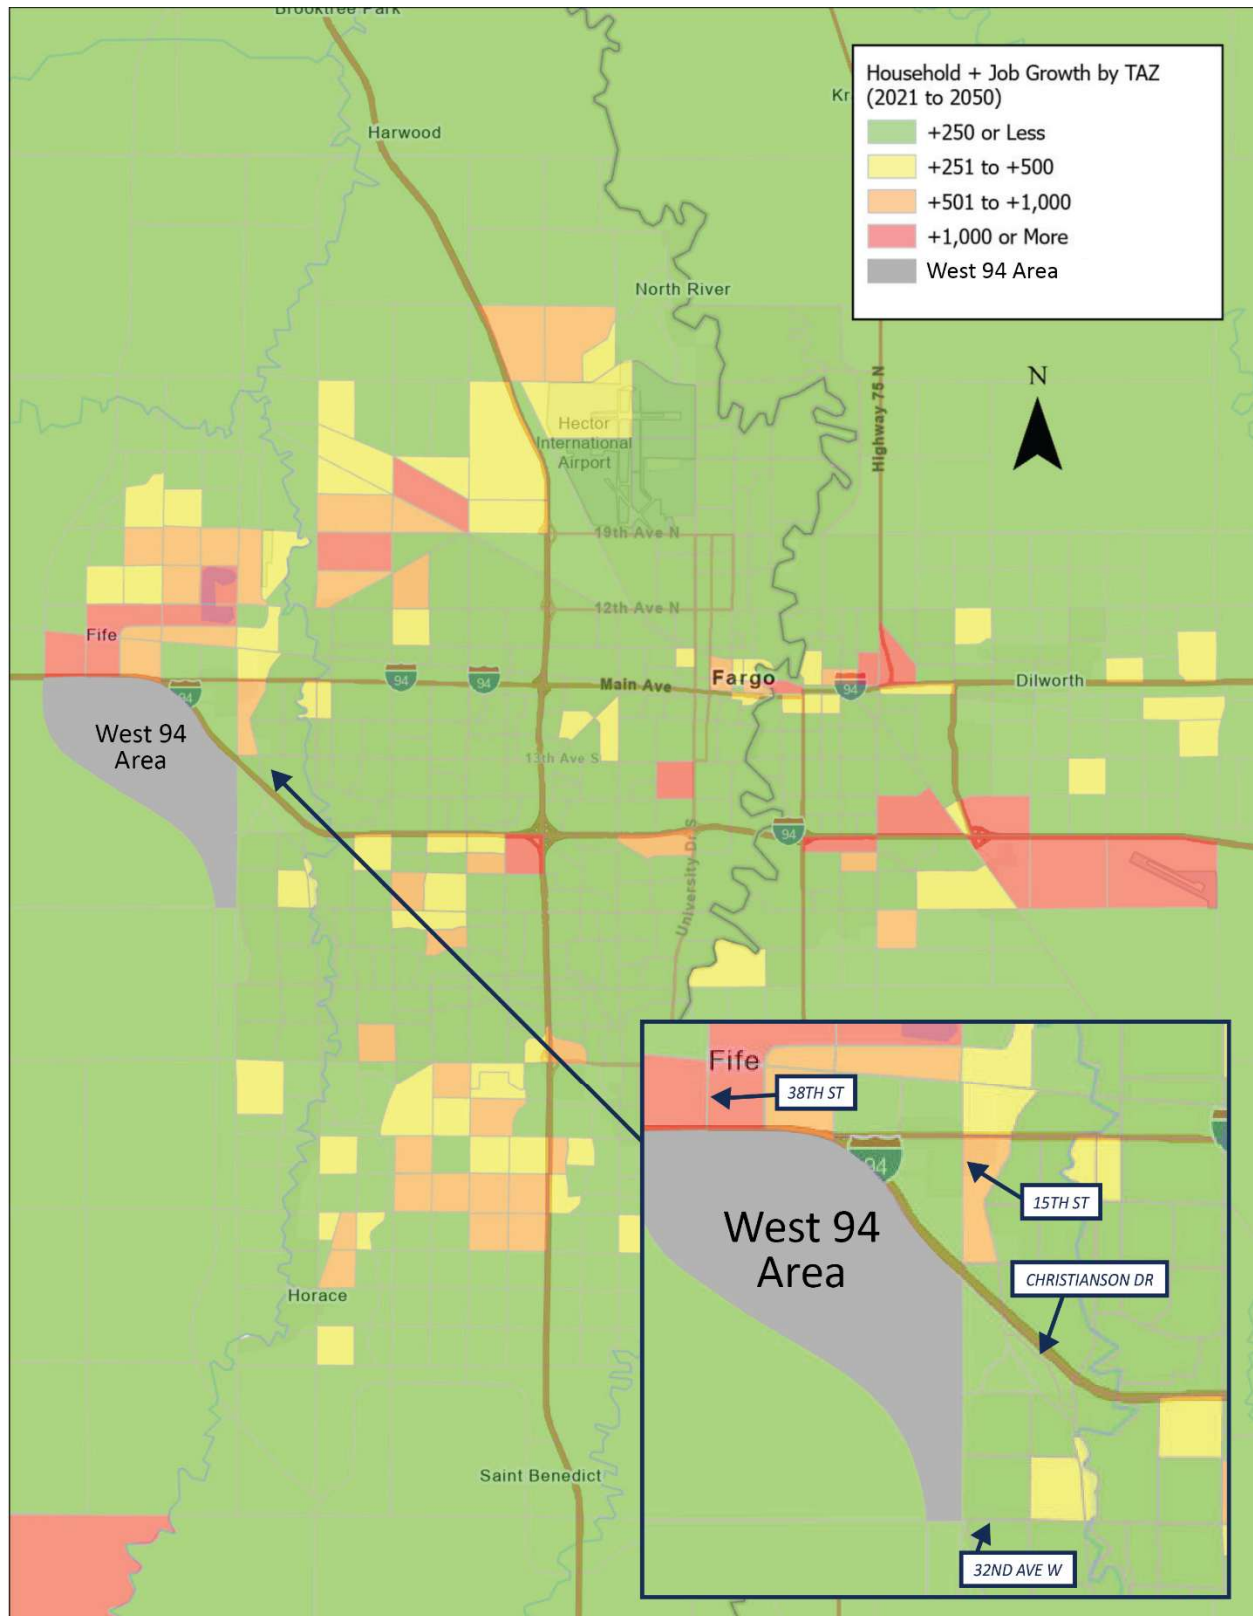 Brooktree Park
Household + Job Growth by TAZ
(2021 to 2050)
+250 or Less
+251 to +500
+501 to +1,000
+1,000 or More
West 94 Area
Harwood
North River
N
Highway 75 N
Hector
International
Airport
19th Ave N
12th Ave N
Fife
94
94
94
Main Ave
Fargo
94
Dilworth
West 94
Area
13th Ave S
94
University Dr S
Horace
Saint Benedict
Fife
38TH ST
94
15TH ST
West 94
Area
CHRISTIANSON DR
32ND AVE W